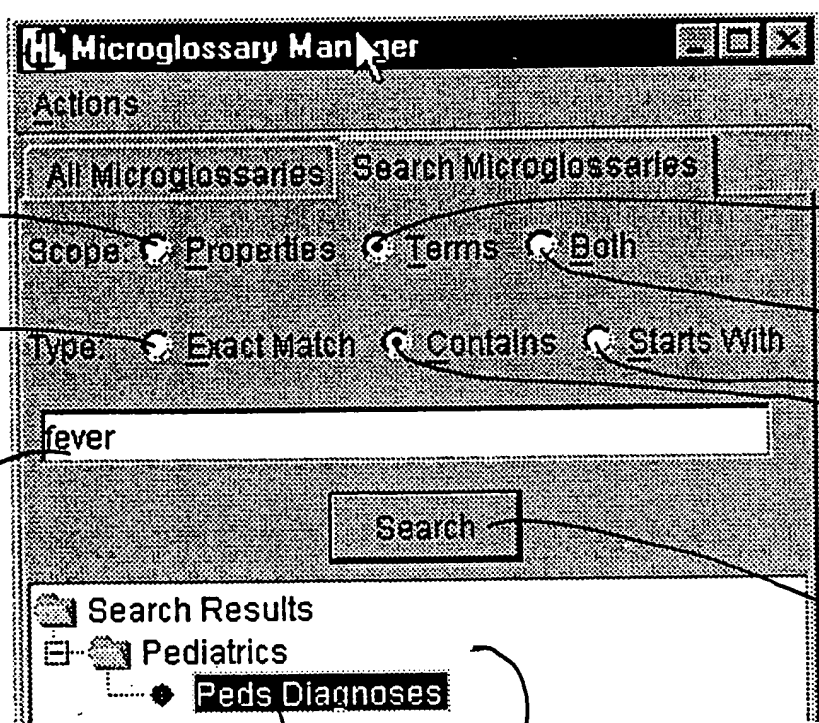 HL Microglossary Manager
Actions
All Microglossaries Search Microglossaries
Scope: Properties Terms Both
Type: Exact Match Contains Starts With
fever
Search
Search Results
Pediatrics
Peds Diagnoses